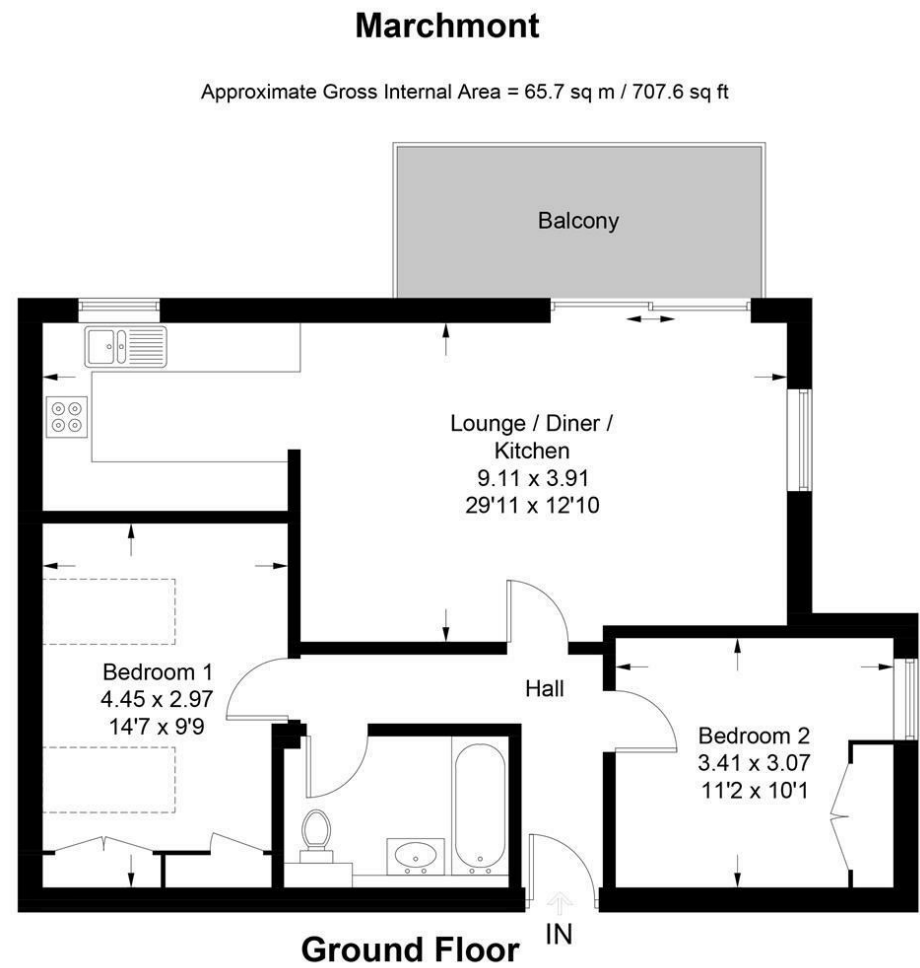 Marchmont
Approximate Gross Internal Area = 65.7 sq m / 707.6 sq ft
Balcony
Lounge / Diner /
Kitchen
9.11 x 3.91
29'11 x 12'10
Bedroom 1
4.45 x 2.97
14'7 x 9'9
Hall
Bedroom 2
3.41 x 3.07
11'2 x 10'1
IN
Ground Floor